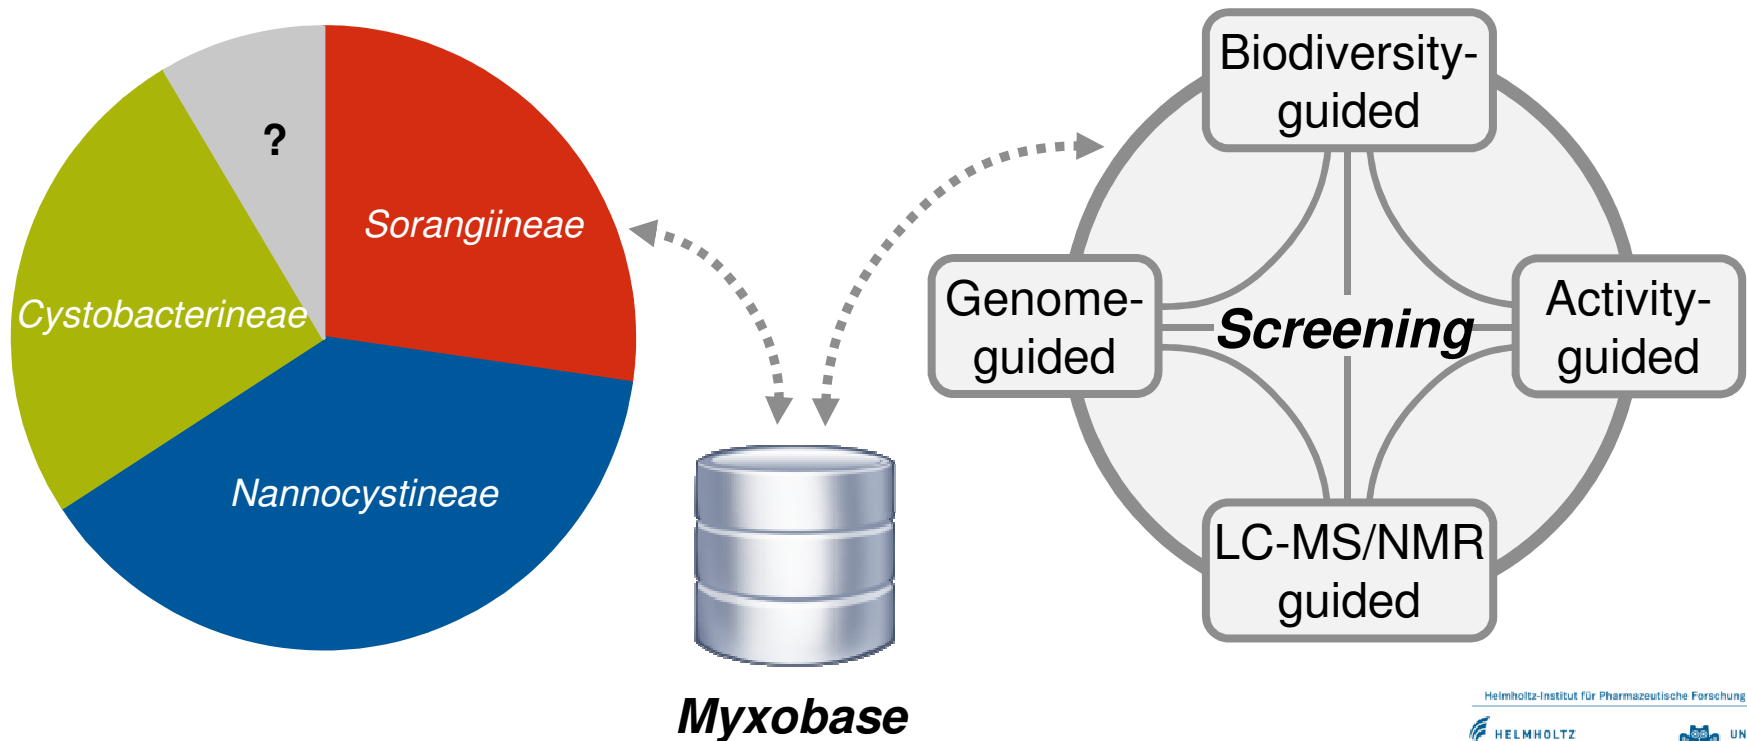 ?
Sorangiineae
Cystobacterineae
Nannocystineae
Myxobase
Biodiversity-
guided
Genome-
guided
Screening
Activity-
guided
LC-MS/NMR
guided
Helmholtz-Institut für Pharmazeutische Forschung
HELMHOLTZ
UN